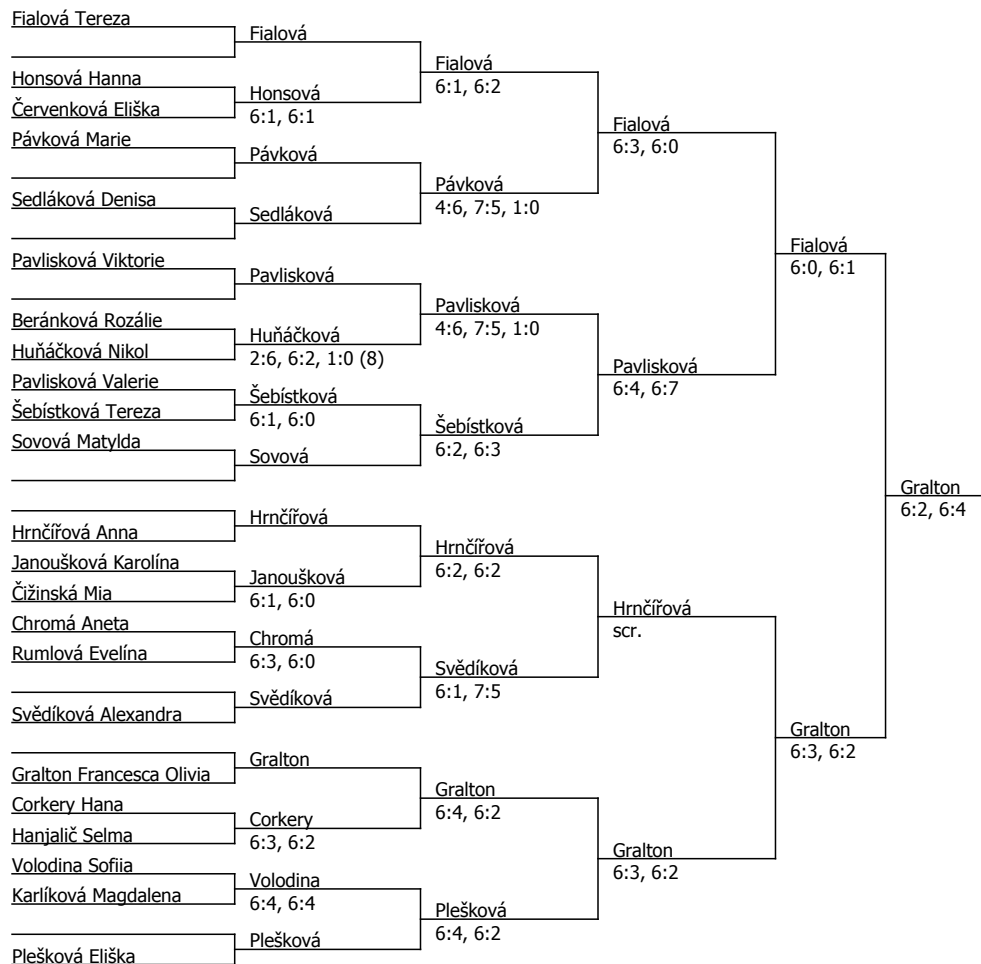 Fialová Tereza
Honsová Hanna
Červenková Eliška
Pávková Marie
Sedláková Denisa
Pavlisková Viktorie
Beránková Rozálie
Huňáčková Nikol
Pavlisková Valerie
Šebístková Tereza
Sovová Matylda
Hrnčířová Anna
Janoušková Karolína
Čižinská Mia
Chromá Aneta
Rumlová Evelína
Svědíková Alexandra
Gralton Francesca Olivia
Corkery Hana
Hanjalič Selma
Volodina Sofiia
Karlíková Magdalena
Plešková Eliška
Fialová
Honsová
6:1, 6:1
Pávková
Sedláková
Pavlisková
Huňáčková
2:6, 6:2, 1:0 (8)
Šebístková
6:1, 6:0
Sovová
Hrnčířová
Janoušková
6:1, 6:0
Chromá
6:3, 6:0
Svědíková
Gralton
Corkery
6:3, 6:2
Volodina
6:4, 6:4
Plešková
Fialová
6:1, 6:2
Pávková
4:6, 7:5, 1:0
Pavlisková
4:6, 7:5, 1:0
Šebístková
6:2, 6:3
Hrnčířová
6:2, 6:2
Svědíková
6:1, 7:5
Gralton
6:4, 6:2
Plešková
6:4, 6:2
Fialová
6:3, 6:0
Pavlisková
6:4, 6:7
Hrnčířová
scr.
Gralton
6:3, 6:2
Fialová
6:0, 6:1
Gralton
6:3, 6:2
Gralton
6:2, 6:4